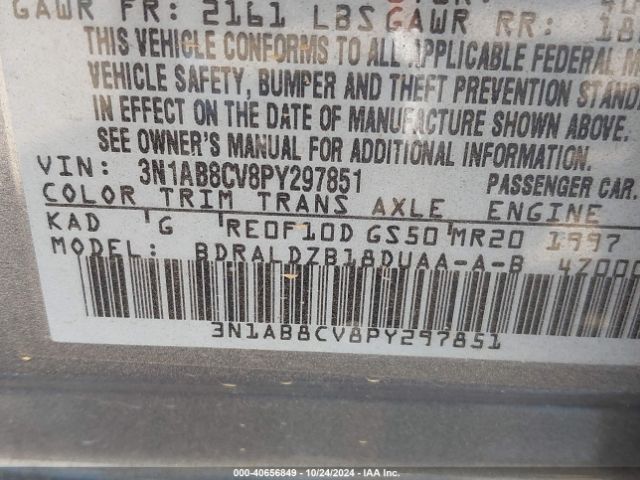 GAWR FR: 2161 LBS GAWR RR:
THIS VEHICLE CONFORMS TO ALL APPLICABLE FEDERAL
VEHICLE SAFETY, BUMPER AND THEFT PREVENTION
IN EFFECT ON THE DATE OF MANUFACTURE SHOWN ABOVE.
SEE OWNER'S MANUAL FOR ADDITIONAL INFORMATION.
VIN: 3N1AB8CV8PY297851 PASSENGER CAR.
COLOR TRIM TRANS AXLE ENGINE
KAD G RE0F10D GS50 MR20 1997
MODEL: BDRALDZB18DUAA-A-B
3N1AB8CV8PY297851
000-40656849 - 10/24/2024 - IAA Inc.